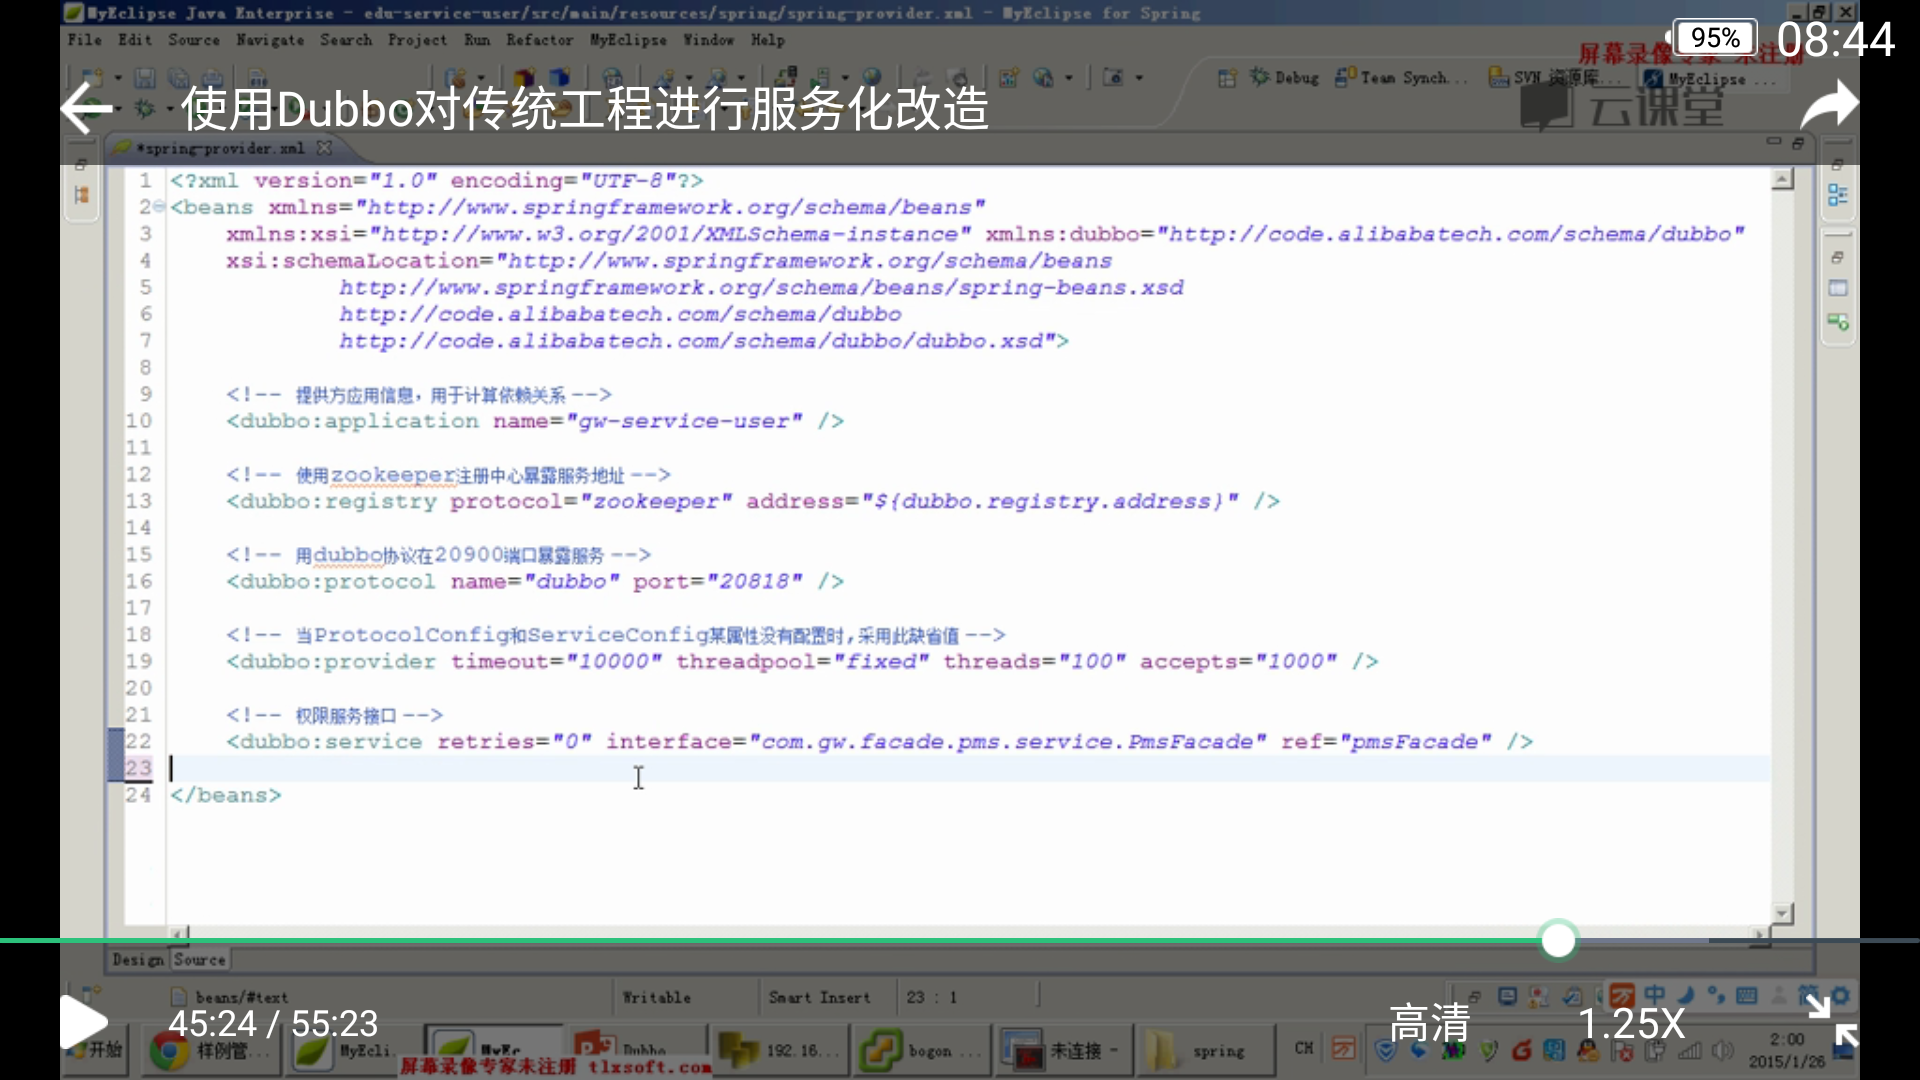 MyEclipse Java Enterprise - edu-service-user/src/main/resources/spring/spring-provider.xml - MyEclipse for Spring
File Edit Source Navigate Search Project Run Refactor MyEclipse Window Help
95% 08:44
Debug Team Synch... SVN 资源库... MyEclipse ...
使用Dubbo对传统工程进行服务化改造
云课堂
*spring-provider.xml
1 <?xml version="1.0" encoding="UTF-8"?>
2 <beans xmlns="http://www.springframework.org/schema/beans"
3 xmlns:xsi="http://www.w3.org/2001/XMLSchema-instance" xmlns:dubbo="http://code.alibabatech.com/schema/dubbo"
4 xsi:schemaLocation="http://www.springframework.org/schema/beans
5 http://www.springframework.org/schema/beans/spring-beans.xsd
6 http://code.alibabatech.com/schema/dubbo
7 http://code.alibabatech.com/schema/dubbo/dubbo.xsd">
8
9 <!-- 提供方应用信息，用于计算依赖关系 -->
10 <dubbo:application name="gw-service-user" />
11
12 <!-- 使用zookeeper注册中心暴露服务地址 -->
13 <dubbo:registry protocol="zookeeper" address="${dubbo.registry.address}" />
14
15 <!-- 用dubbo协议在20900端口暴露服务 -->
16 <dubbo:protocol name="dubbo" port="20818" />
17
18 <!-- 当ProtocolConfig和ServiceConfig某属性没有配置时,采用此缺省值 -->
19 <dubbo:provider timeout="10000" threadpool="fixed" threads="100" accepts="1000" />
20
21 <!-- 权限服务接口 -->
22 <dubbo:service retries="0" interface="com.gw.facade.pms.service.PmsFacade" ref="pmsFacade" />
23
24 </beans>
Design Source
beans/#text Writable Smart Insert 23 : 1
45:24 / 55:23 高清 1.25X
开始 样例管... MyEcli... Dubbo 192.16... bogon ... 未连接 - spring CH 2:00
2015/1/26
屏幕录像专家未注册 tlxsoft.com